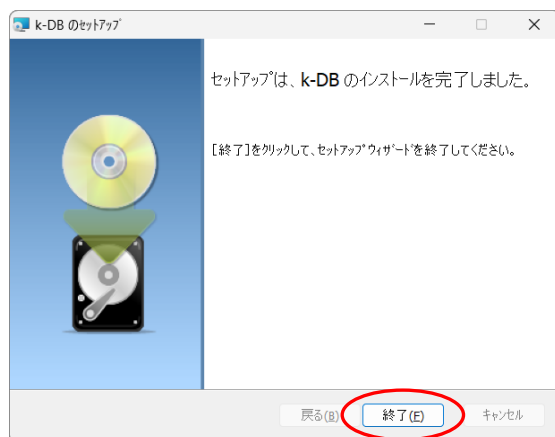 k-DB のｾｯﾄｱｯﾌﾟ
ｾｯﾄｱｯﾌﾟは、k-DB のｲﾝｽﾄｰﾙを完了しました。
[終了]をｸﾘｯｸして、ｾｯﾄｱｯﾌﾟｳｨｻﾞｰﾄﾞを終了してください。
戻る(B)
終了(F)
ｷｬﾝｾﾙ